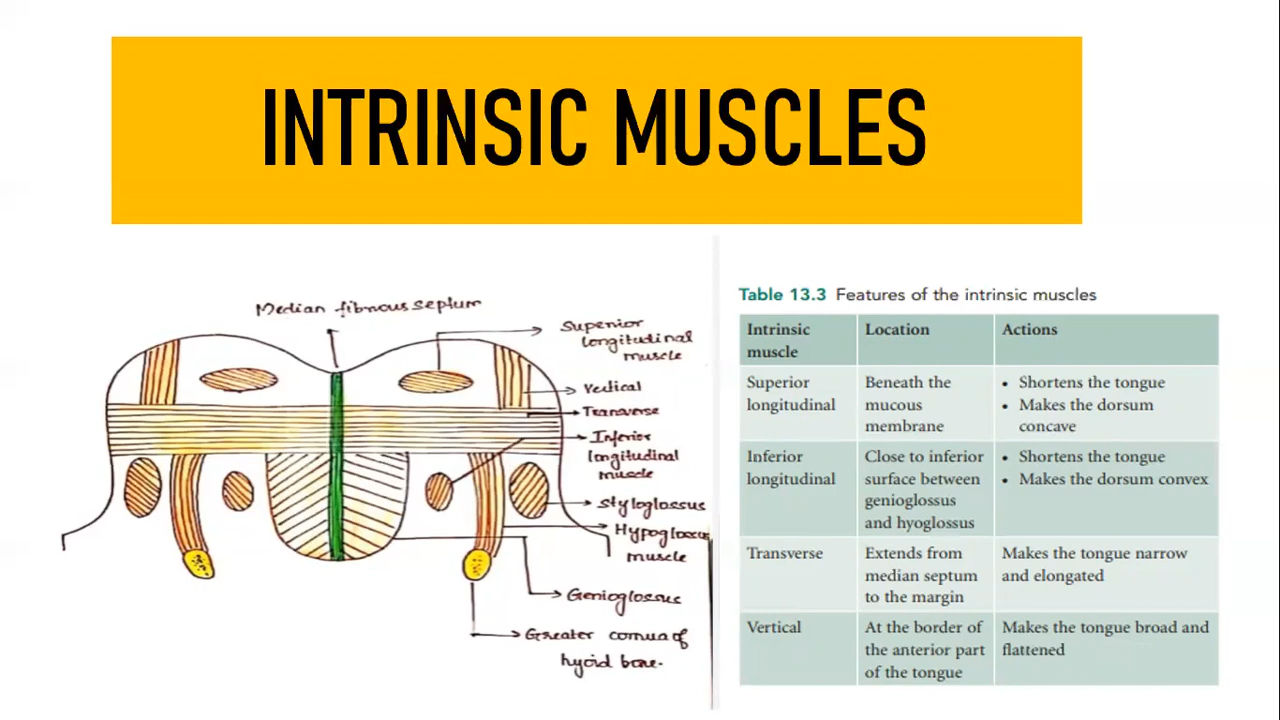 INTRINSIC MUSCLES
Median fibrous septum
Superior
longitudinal
muscle
Vertical
Transverse
Inferior
longitudinal
muscle
Styloglossus
Hypoglossus
muscle
Genioglossus
Greater cornua of
hyoid bone.
Table 13.3 Features of the intrinsic muscles
Intrinsic
muscle
Location
Actions
Superior
longitudinal
Beneath the
mucous
membrane
• Shortens the tongue
• Makes the dorsum
concave
Inferior
longitudinal
Close to inferior
surface between
genioglossus
and hyoglossus
• Shortens the tongue
• Makes the dorsum convex
Transverse
Extends from
median septum
to the margin
Makes the tongue narrow
and elongated
Vertical
At the border of
the anterior part
of the tongue
Makes the tongue broad and
flattened